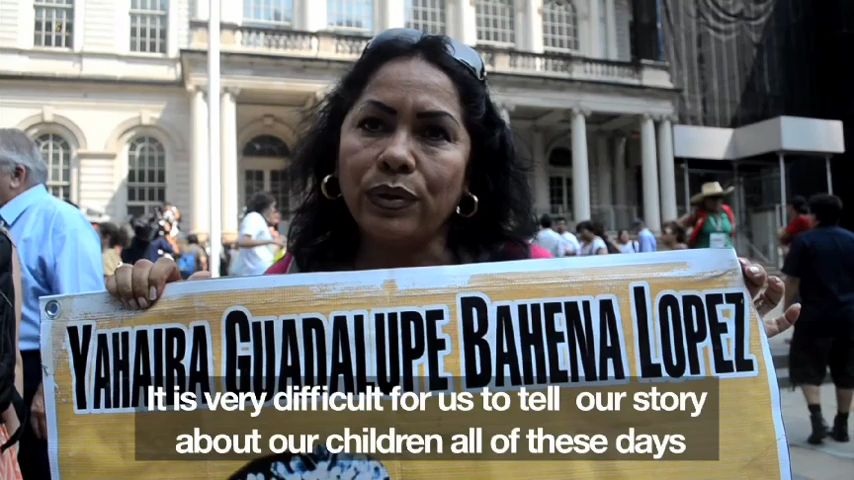 YAHAIRA GUADALUPE BAHENA LOPEZ
It is very difficult for us to tell our story
about our children all of these days